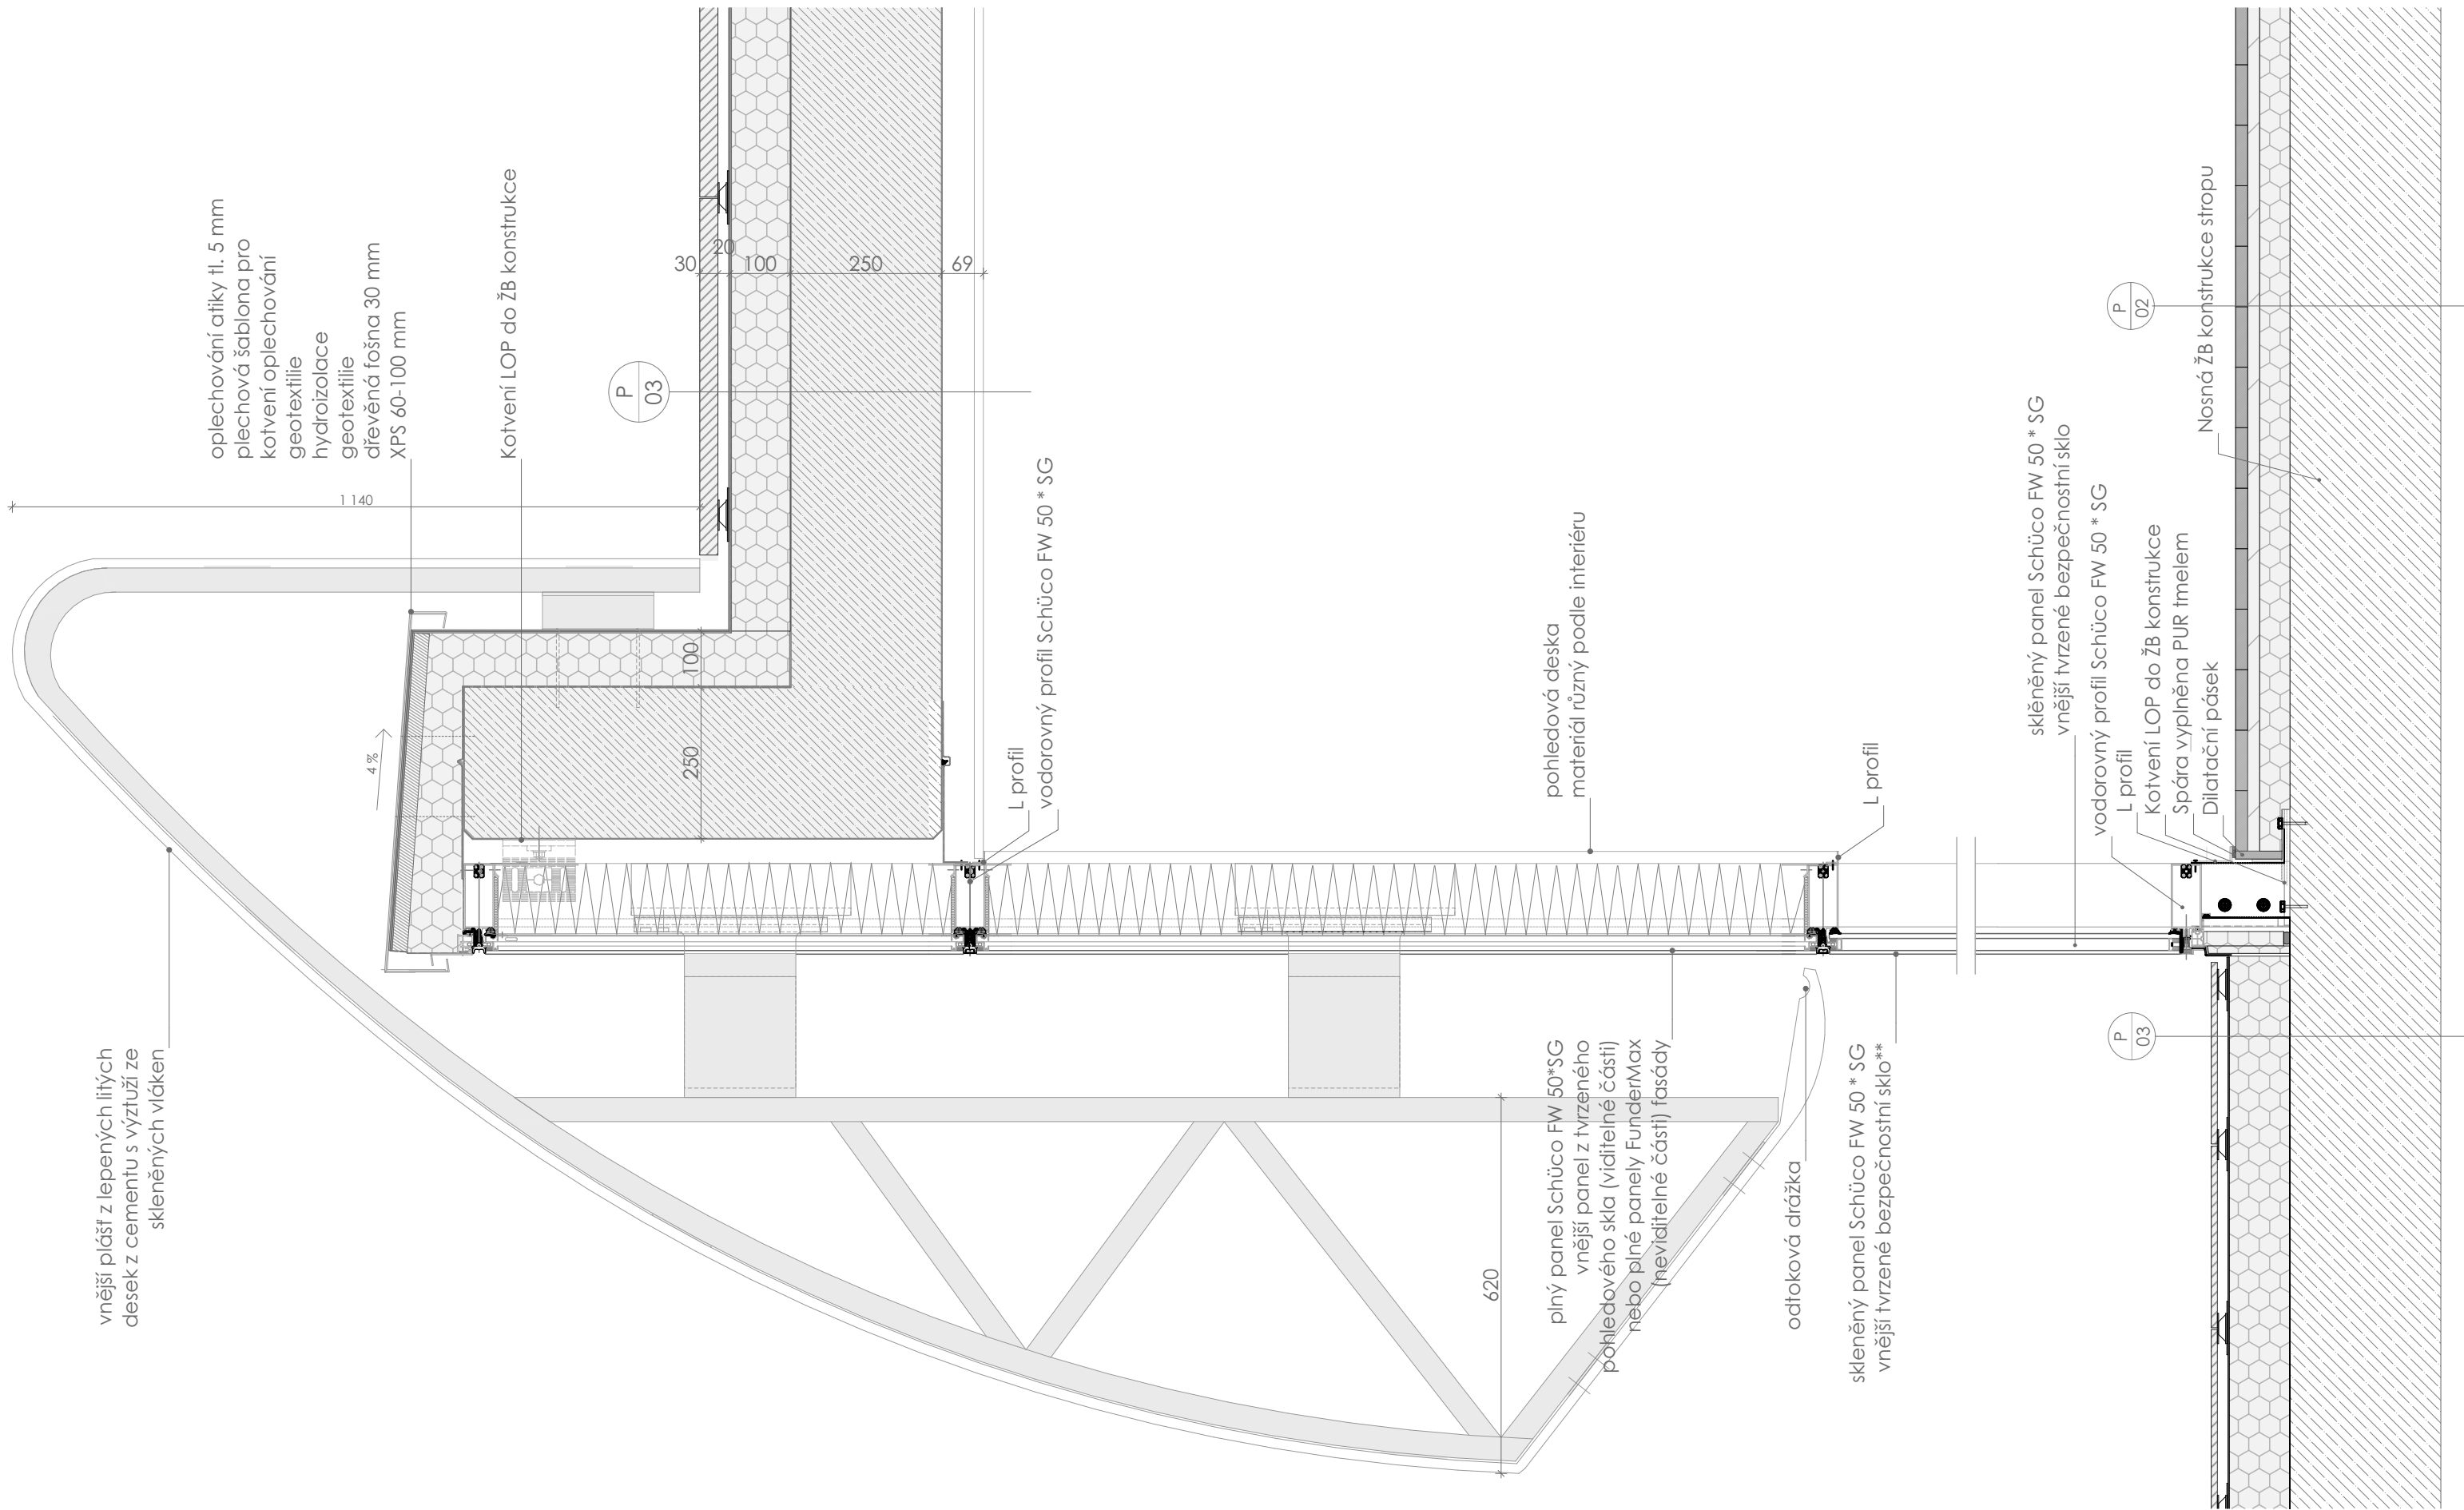 oplechování atiky tl. 5 mm
plechová šablona pro
kotvení oplechování
geotextilie
hydroizolace
geotextilie
dřevěná fošna 30 mm
XPS 60-100 mm
Kotvení LOP do ŽB konstrukce
1140
4 %
30
20
100
250
69
P
03
100
250
L profil
vodorovný profil Schüco FW 50 * SG
vnější plášť z lepených litých
desek z cementu s výztuží ze
skleněných vláken
pohledová deska
materiál různý podle interiéru
L profil
620
plný panel Schüco FW 50*SG
vnější panel z tvrzeného
pohledového skla (viditelné části)
nebo plné panely FunderMax
(neviditelné části) fasády
odtoková drážka
skleněný panel Schüco FW 50 * SG
vnější tvrzené bezpečnostní sklo**
sklěněný panel Schüco FW 50 * SG
vnější tvrzené bezpečnostní sklo
vodorovný profil Schüco FW 50 * SG
L profil
Kotvení LOP do ŽB konstrukce
Spára vyplněna PUR tmelem
Dilatační pásek
P
02
Nosná ŽB konstrukce stropu
P
03